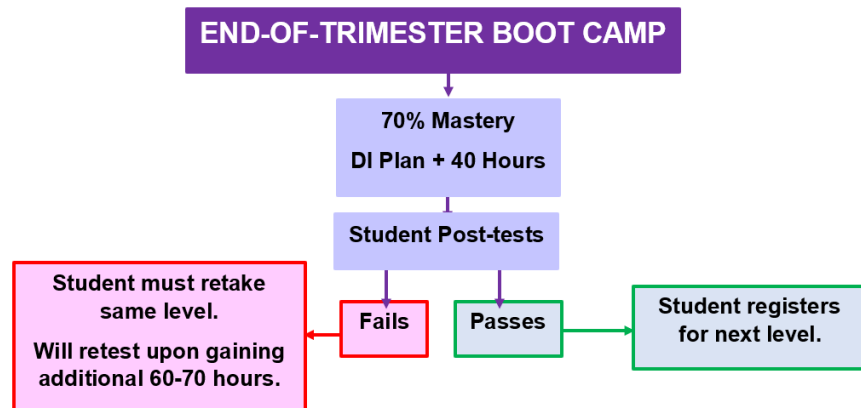 END-OF-TRIMESTER BOOT CAMP
70% Mastery
DI Plan + 40 Hours
Student Post-tests
Student must retake
same level.
Will retest upon gaining
additional 60-70 hours.
Fails
Passes
Student registers
for next level.